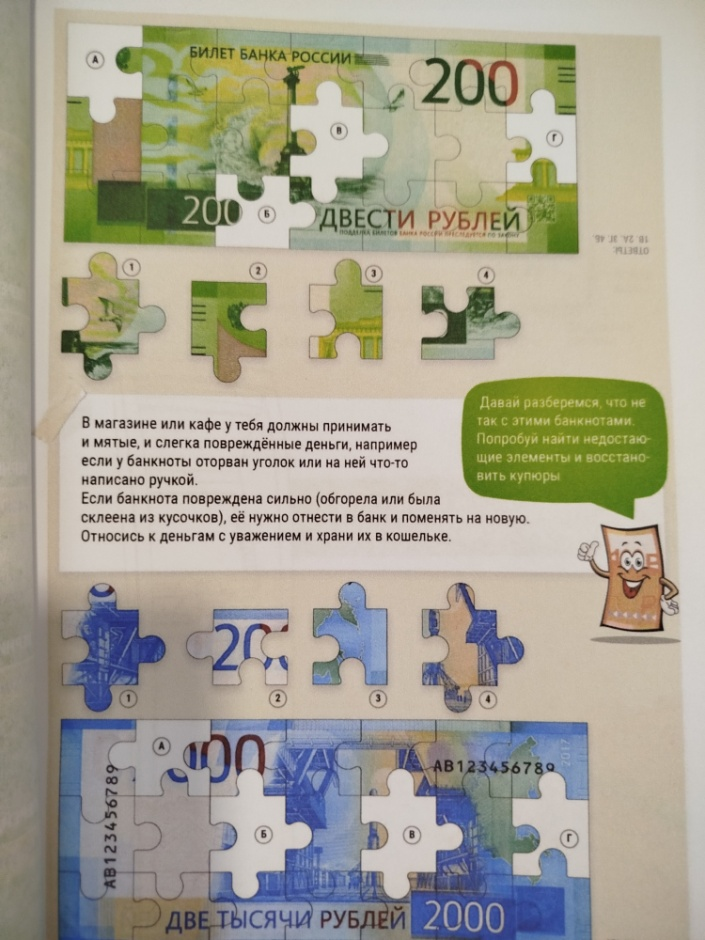 А
БИЛЕТ БАНКА РОССИИ
200
В
Г
200
Б
ДВЕСТИ РУБЛЕЙ
ПОДДЕЛКА БИЛЕТОВ БАНКА РОССИИ ПРЕСЛЕДУЕТСЯ ПО ЗАКОНУ
ОТВЕТЫ:
1В, 2А, 3Г, 4Б.
1
2
3
4
В магазине или кафе у тебя должны принимать
и мятые, и слегка повреждённые деньги, например
если у банкноты оторван уголок или на ней что-то
написано ручкой.
Если банкнота повреждена сильно (обгорела или была
склеена из кусочков), её нужно отнести в банк и поменять на новую.
Относись к деньгам с уважением и храни их в кошельке.
Давай разберемся, что не
так с этими банкнотами.
Попробуй найти недостаю-
щие элементы и восстано-
вить купюры
20
1
2
3
4
А
00
АВ123456789
2017
АВ123456789
Б
В
Г
ДВЕ ТЫСЯЧИ РУБЛЕЙ
2000